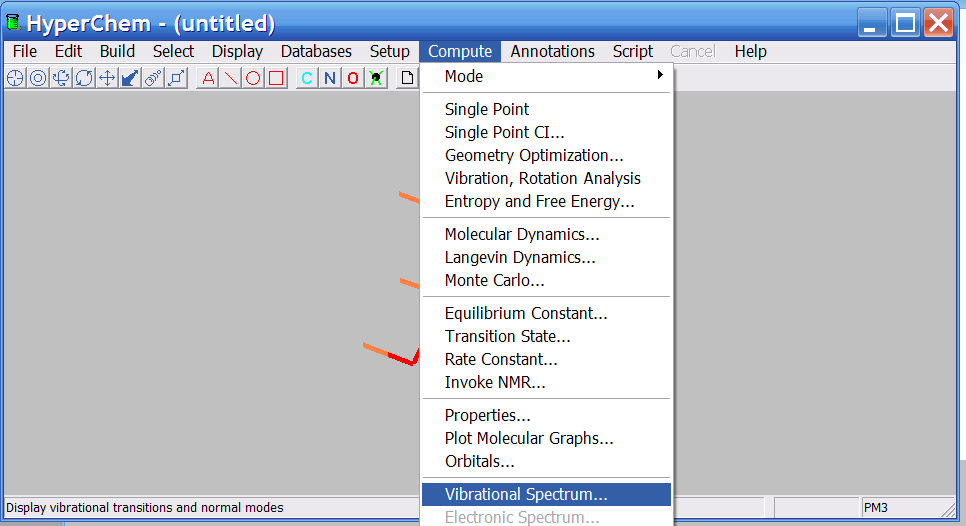 HyperChem - (untitled)
File Edit Build Select Display Databases Setup Compute Annotations Script Cancel Help
A C N O
Mode
Single Point
Single Point CI...
Geometry Optimization...
Vibration, Rotation Analysis
Entropy and Free Energy...
Molecular Dynamics...
Langevin Dynamics...
Monte Carlo...
Equilibrium Constant...
Transition State...
Rate Constant...
Invoke NMR...
Properties...
Plot Molecular Graphs...
Orbitals...
Vibrational Spectrum...
Electronic Spectrum...
Display vibrational transitions and normal modes PM3